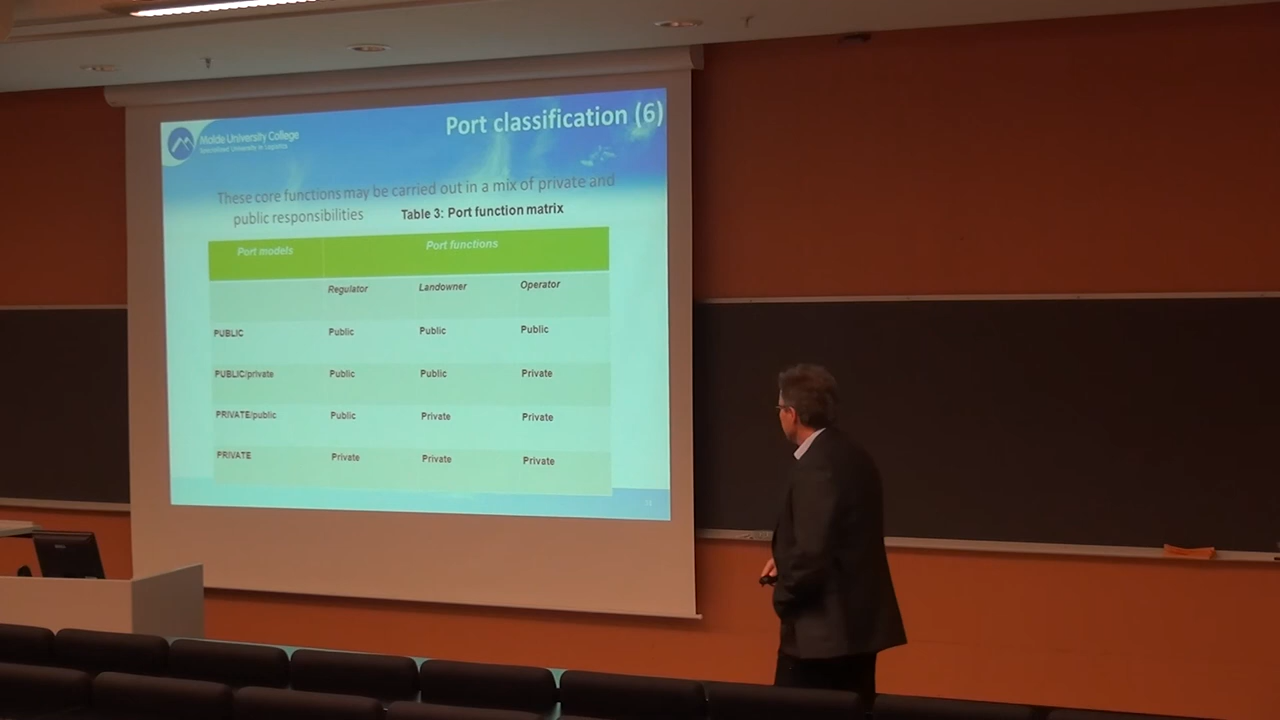 Molde University College
Specialized University in Logistics
Port classification (6)
These core functions may be carried out in a mix of private and
public responsibilities
Table 3: Port function matrix
Port models Port functions
Regulator Landowner Operator
PUBLIC Public Public Public
PUBLIC/private Public Public Private
PRIVATE/public Public Private Private
PRIVATE Private Private Private